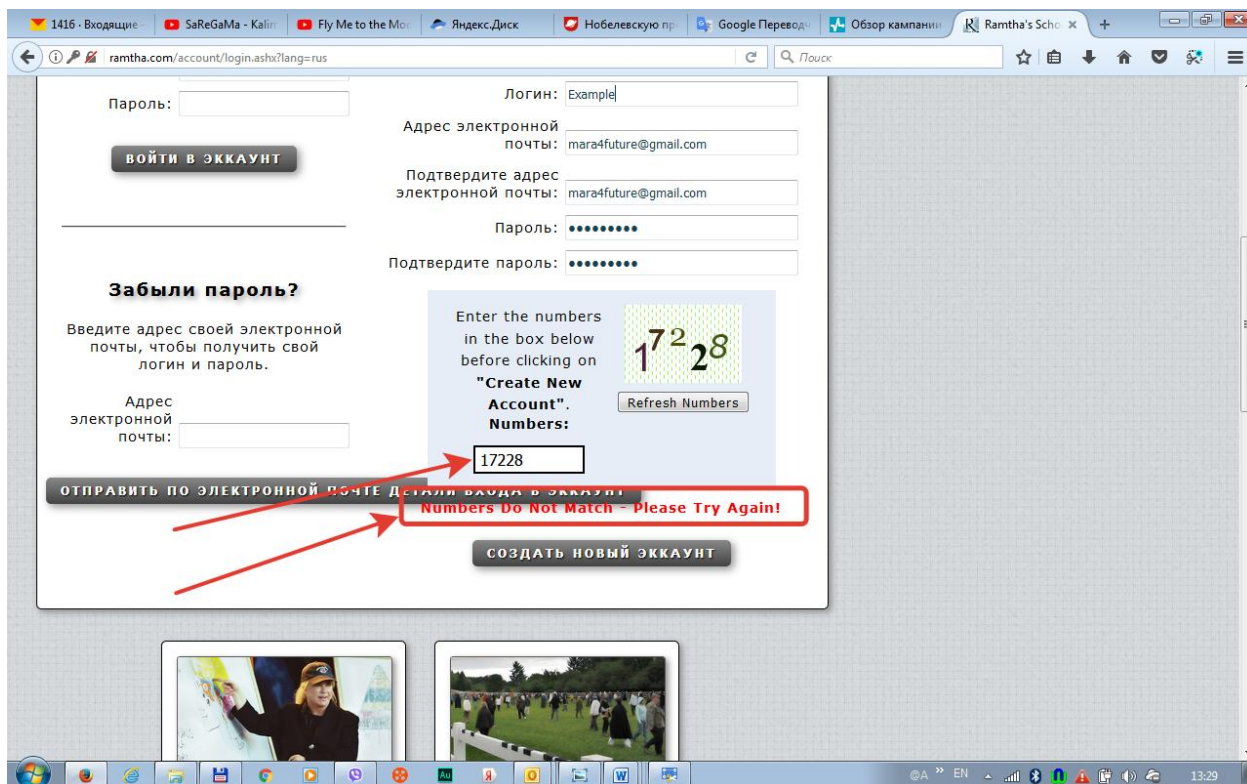 1416 · Входящие -
SaReGaMa - Kalim
Fly Me to the Moo
Яндекс.Диск
Нобелевскую пр
Google Переводч
Обзор кампании
Ramtha's Scho
ramtha.com/account/login.ashx?lang=rus
Поиск
Пароль:
ВОЙТИ В ЭККАУНТ
Забыли пароль?
Введите адрес своей электронной
почты, чтобы получить свой
логин и пароль.
Адрес
электронной
почты:
ОТПРАВИТЬ ПО ЭЛЕКТРОННОЙ ПОЧТЕ ДЕТАЛИ ВХОДА В ЭККАУНТ
Логин: Example
Адрес электронной
почты: mara4future@gmail.com
Подтвердите адрес
электронной почты: mara4future@gmail.com
Пароль: •••••••••
Подтвердите пароль: •••••••••
Enter the numbers
in the box below
before clicking on
"Create New
Account".
Numbers:
17228
Refresh Numbers
17228
Numbers Do Not Match - Please Try Again!
СОЗДАТЬ НОВЫЙ ЭККАУНТ
@A » EN
13:29